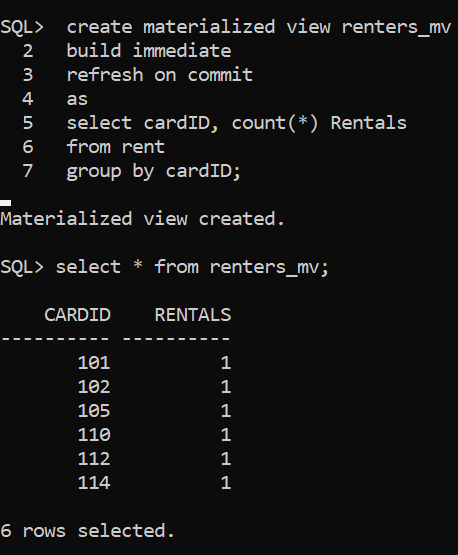 SQL>  create materialized view renters_mv
  2   build immediate
  3   refresh on commit
  4   as
  5   select cardID, count(*) Rentals
  6   from rent
  7   group by cardID;
Materialized view created.
SQL> select * from renters_mv;
    CARDID    RENTALS
---------- ----------
       101          1
       102          1
       105          1
       110          1
       112          1
       114          1
6 rows selected.